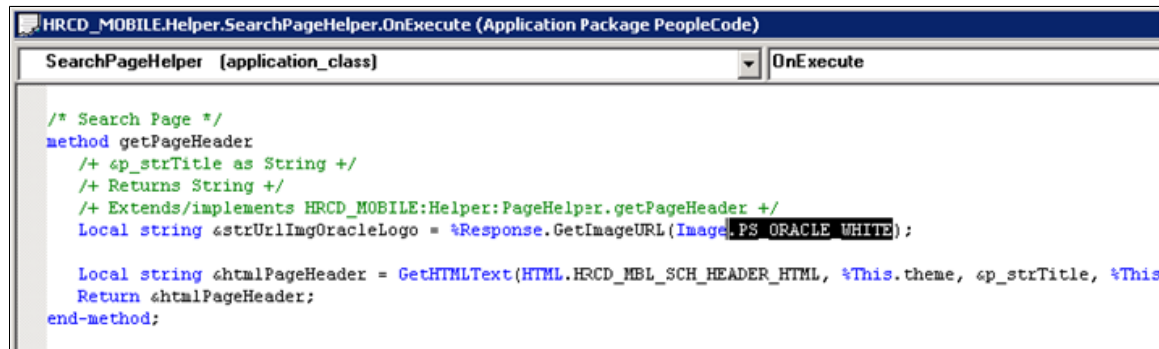 HRCD_MOBILE.Helper.SearchPageHelper.OnExecute (Application Package PeopleCode)
SearchPageHelper (application_class) OnExecute
/* Search Page */
method getPageHeader
/+ &p_strTitle as String +/
/+ Returns String +/
/+ Extends/implements HRCD_MOBILE:Helper:PageHelper.getPageHeader +/
Local string &strUrlImgOracleLogo = %Response.GetImageURL(Image.PS_ORACLE_WHITE);
Local string &htmlPageHeader = GetHTMLText(HTML.HRCD_MBL_SCH_HEADER_HTML, %This.theme, &p_strTitle, %This
Return &htmlPageHeader;
end-method;